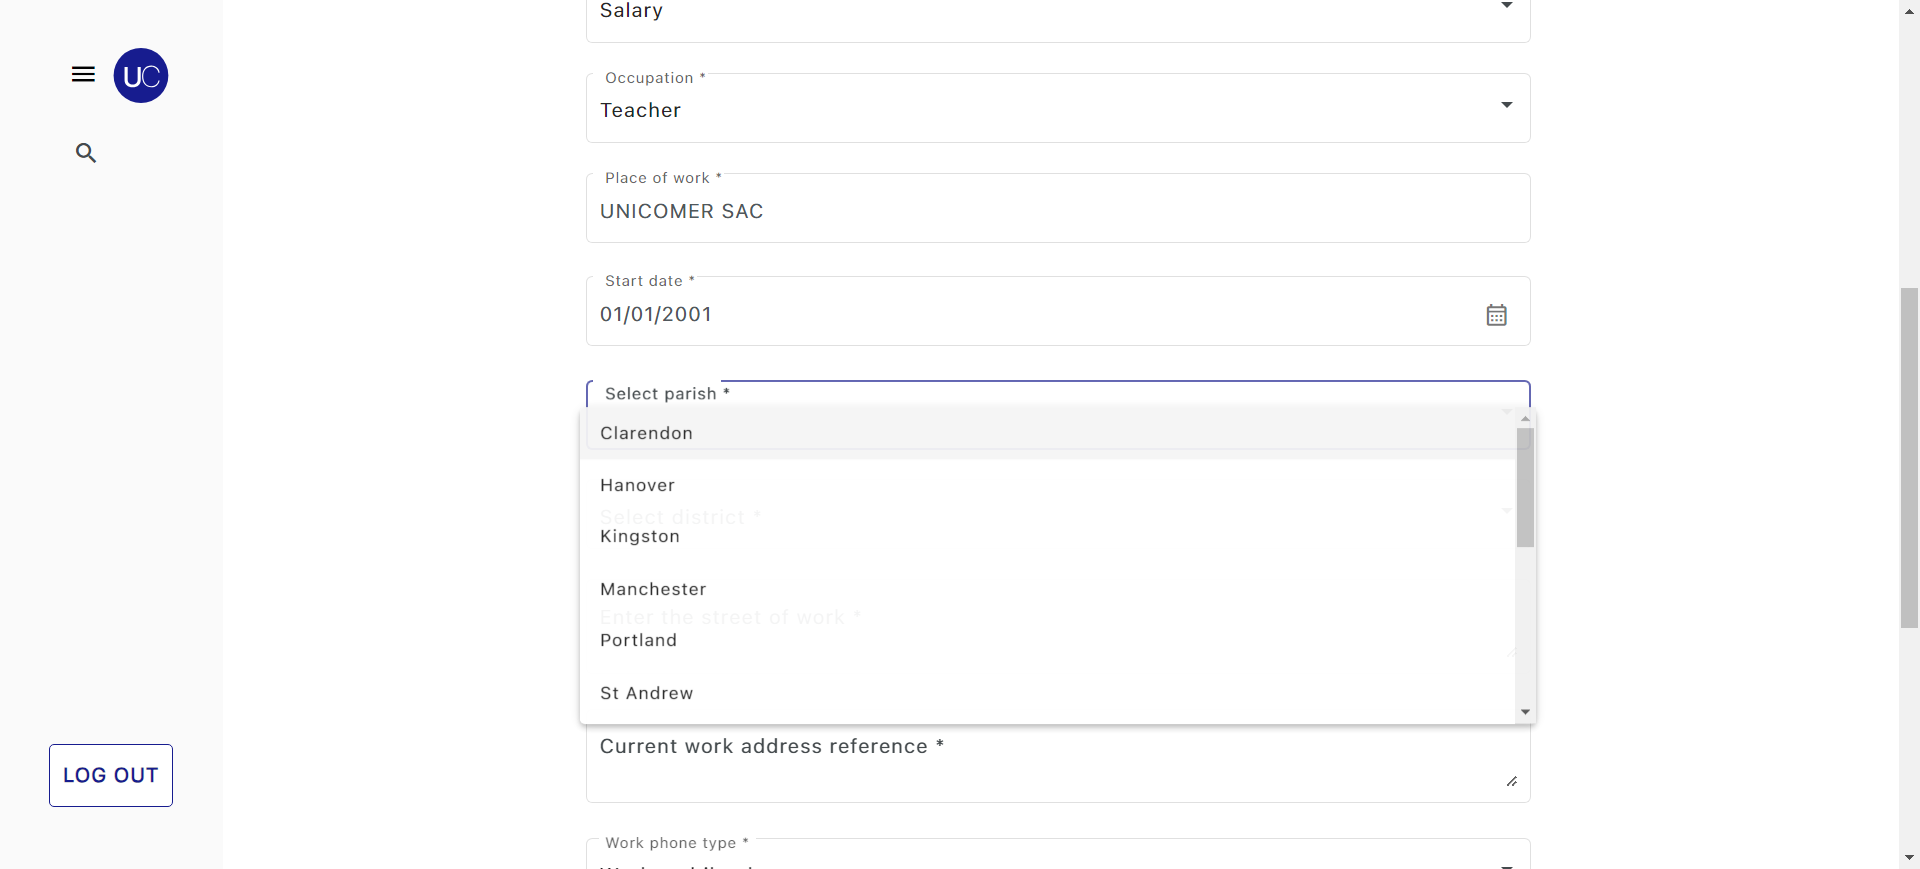 Salary
UC
Occupation *
Teacher
Place of work *
UNICOMER SAC
Start date *
01/01/2001
Select parish *
Clarendon
Hanover
Select district *
Kingston
Manchester
Enter the street of work *
Portland
St Andrew
Current work address reference *
LOG OUT
Work phone type *